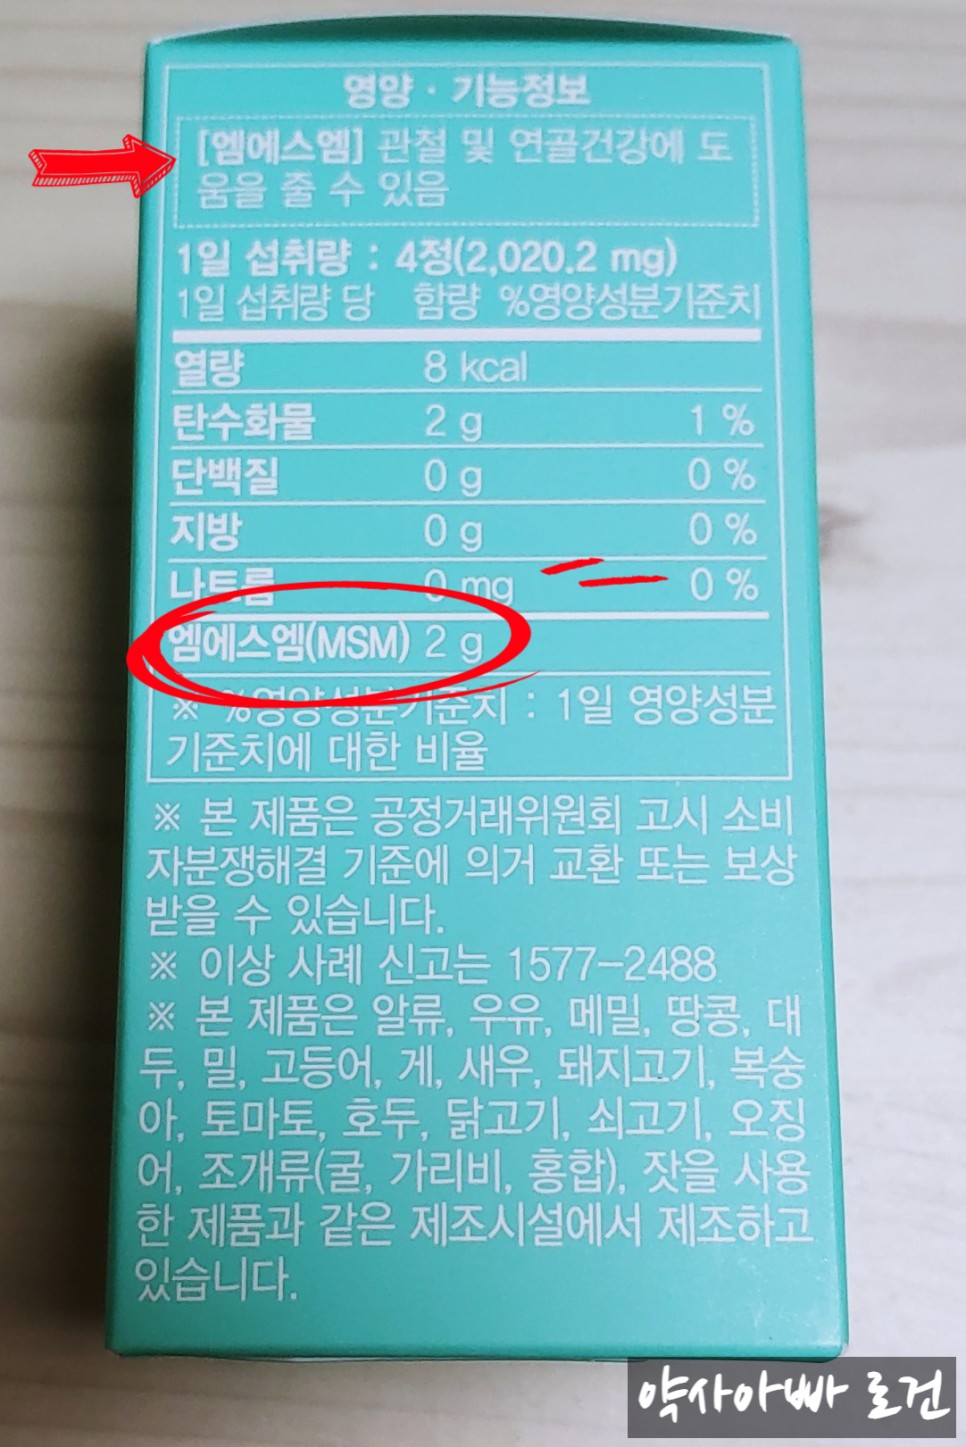 영양 · 기능정보
[엠에스엠] 관절 및 연골건강에 도
움을 줄 수 있음
1일 섭취량 : 4정(2,020.2 mg)
1일 섭취량 당 함량 %영양성분기준치
열량 8 kcal
탄수화물 2 g 1 %
단백질 0 g 0 %
지방 0 g 0 %
나트륨 0 mg 0 %
엠에스엠(MSM) 2 g
※ %영양성분기준치 : 1일 영양성분
기준치에 대한 비율
※ 본 제품은 공정거래위원회 고시 소비
자분쟁해결 기준에 의거 교환 또는 보상
받을 수 있습니다.
※ 이상 사례 신고는 1577-2488
※ 본 제품은 알류, 우유, 메밀, 땅콩, 대
두, 밀, 고등어, 게, 새우, 돼지고기, 복숭
아, 토마토, 호두, 닭고기, 쇠고기, 오징
어, 조개류(굴, 가리비, 홍합), 잣을 사용
한 제품과 같은 제조시설에서 제조하고
있습니다.
약사아빠 로건